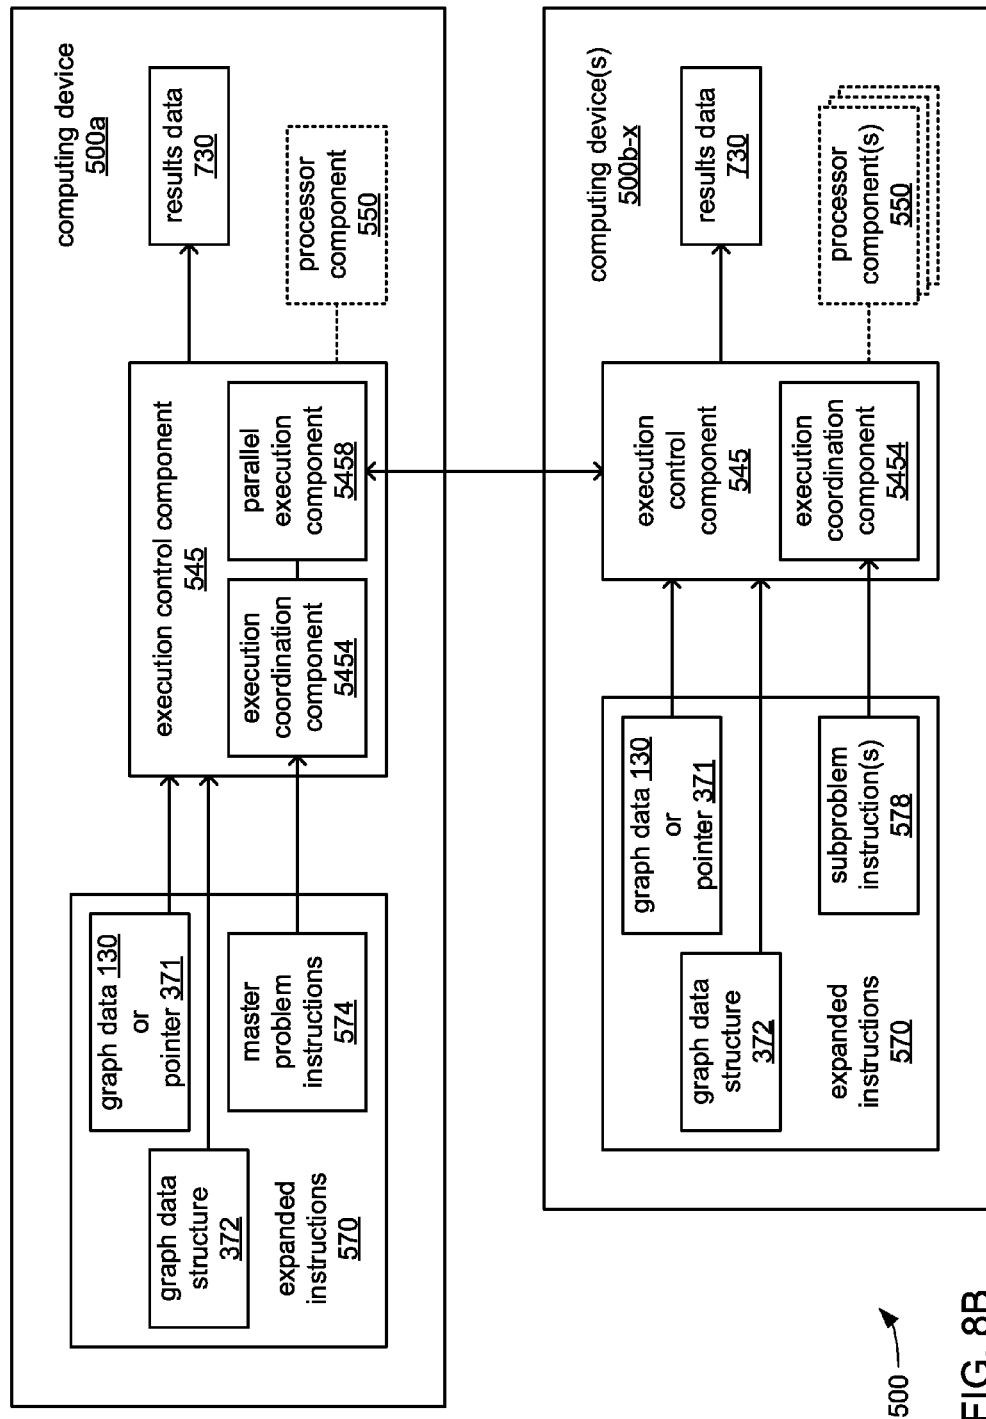 computing device
500a
graph data 130
or
pointer 371
graph data
structure
372
master
problem
instructions
574
expanded
instructions
570
execution control component
545
execution
coordination
component
5454
parallel
execution
component
5458
results data
730
processor
component
550
computing device(s)
500b-x
graph data 130
or
pointer 371
graph data
structure
372
subproblem
instruction(s)
578
expanded
instructions
570
execution
control
component
545
execution
coordination
component
5454
results data
730
processor
component(s)
550
500
FIG. 8B